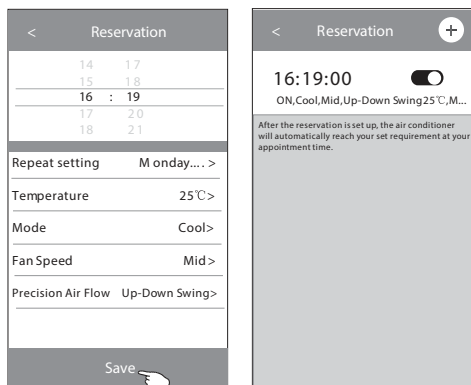 < Reservation
14 17
15 18
16 : 19
17 20
18 21
Repeat setting Monday.... >
Temperature 25℃>
Mode Cool>
Fan Speed Mid>
Precision Air Flow Up-Down Swing>
Save
< Reservation +
16:19:00
ON,Cool,Mid,Up-Down Swing25℃,M...
After the reservation is set up, the air conditioner
will automatically reach your set requirement at your
appointment time.